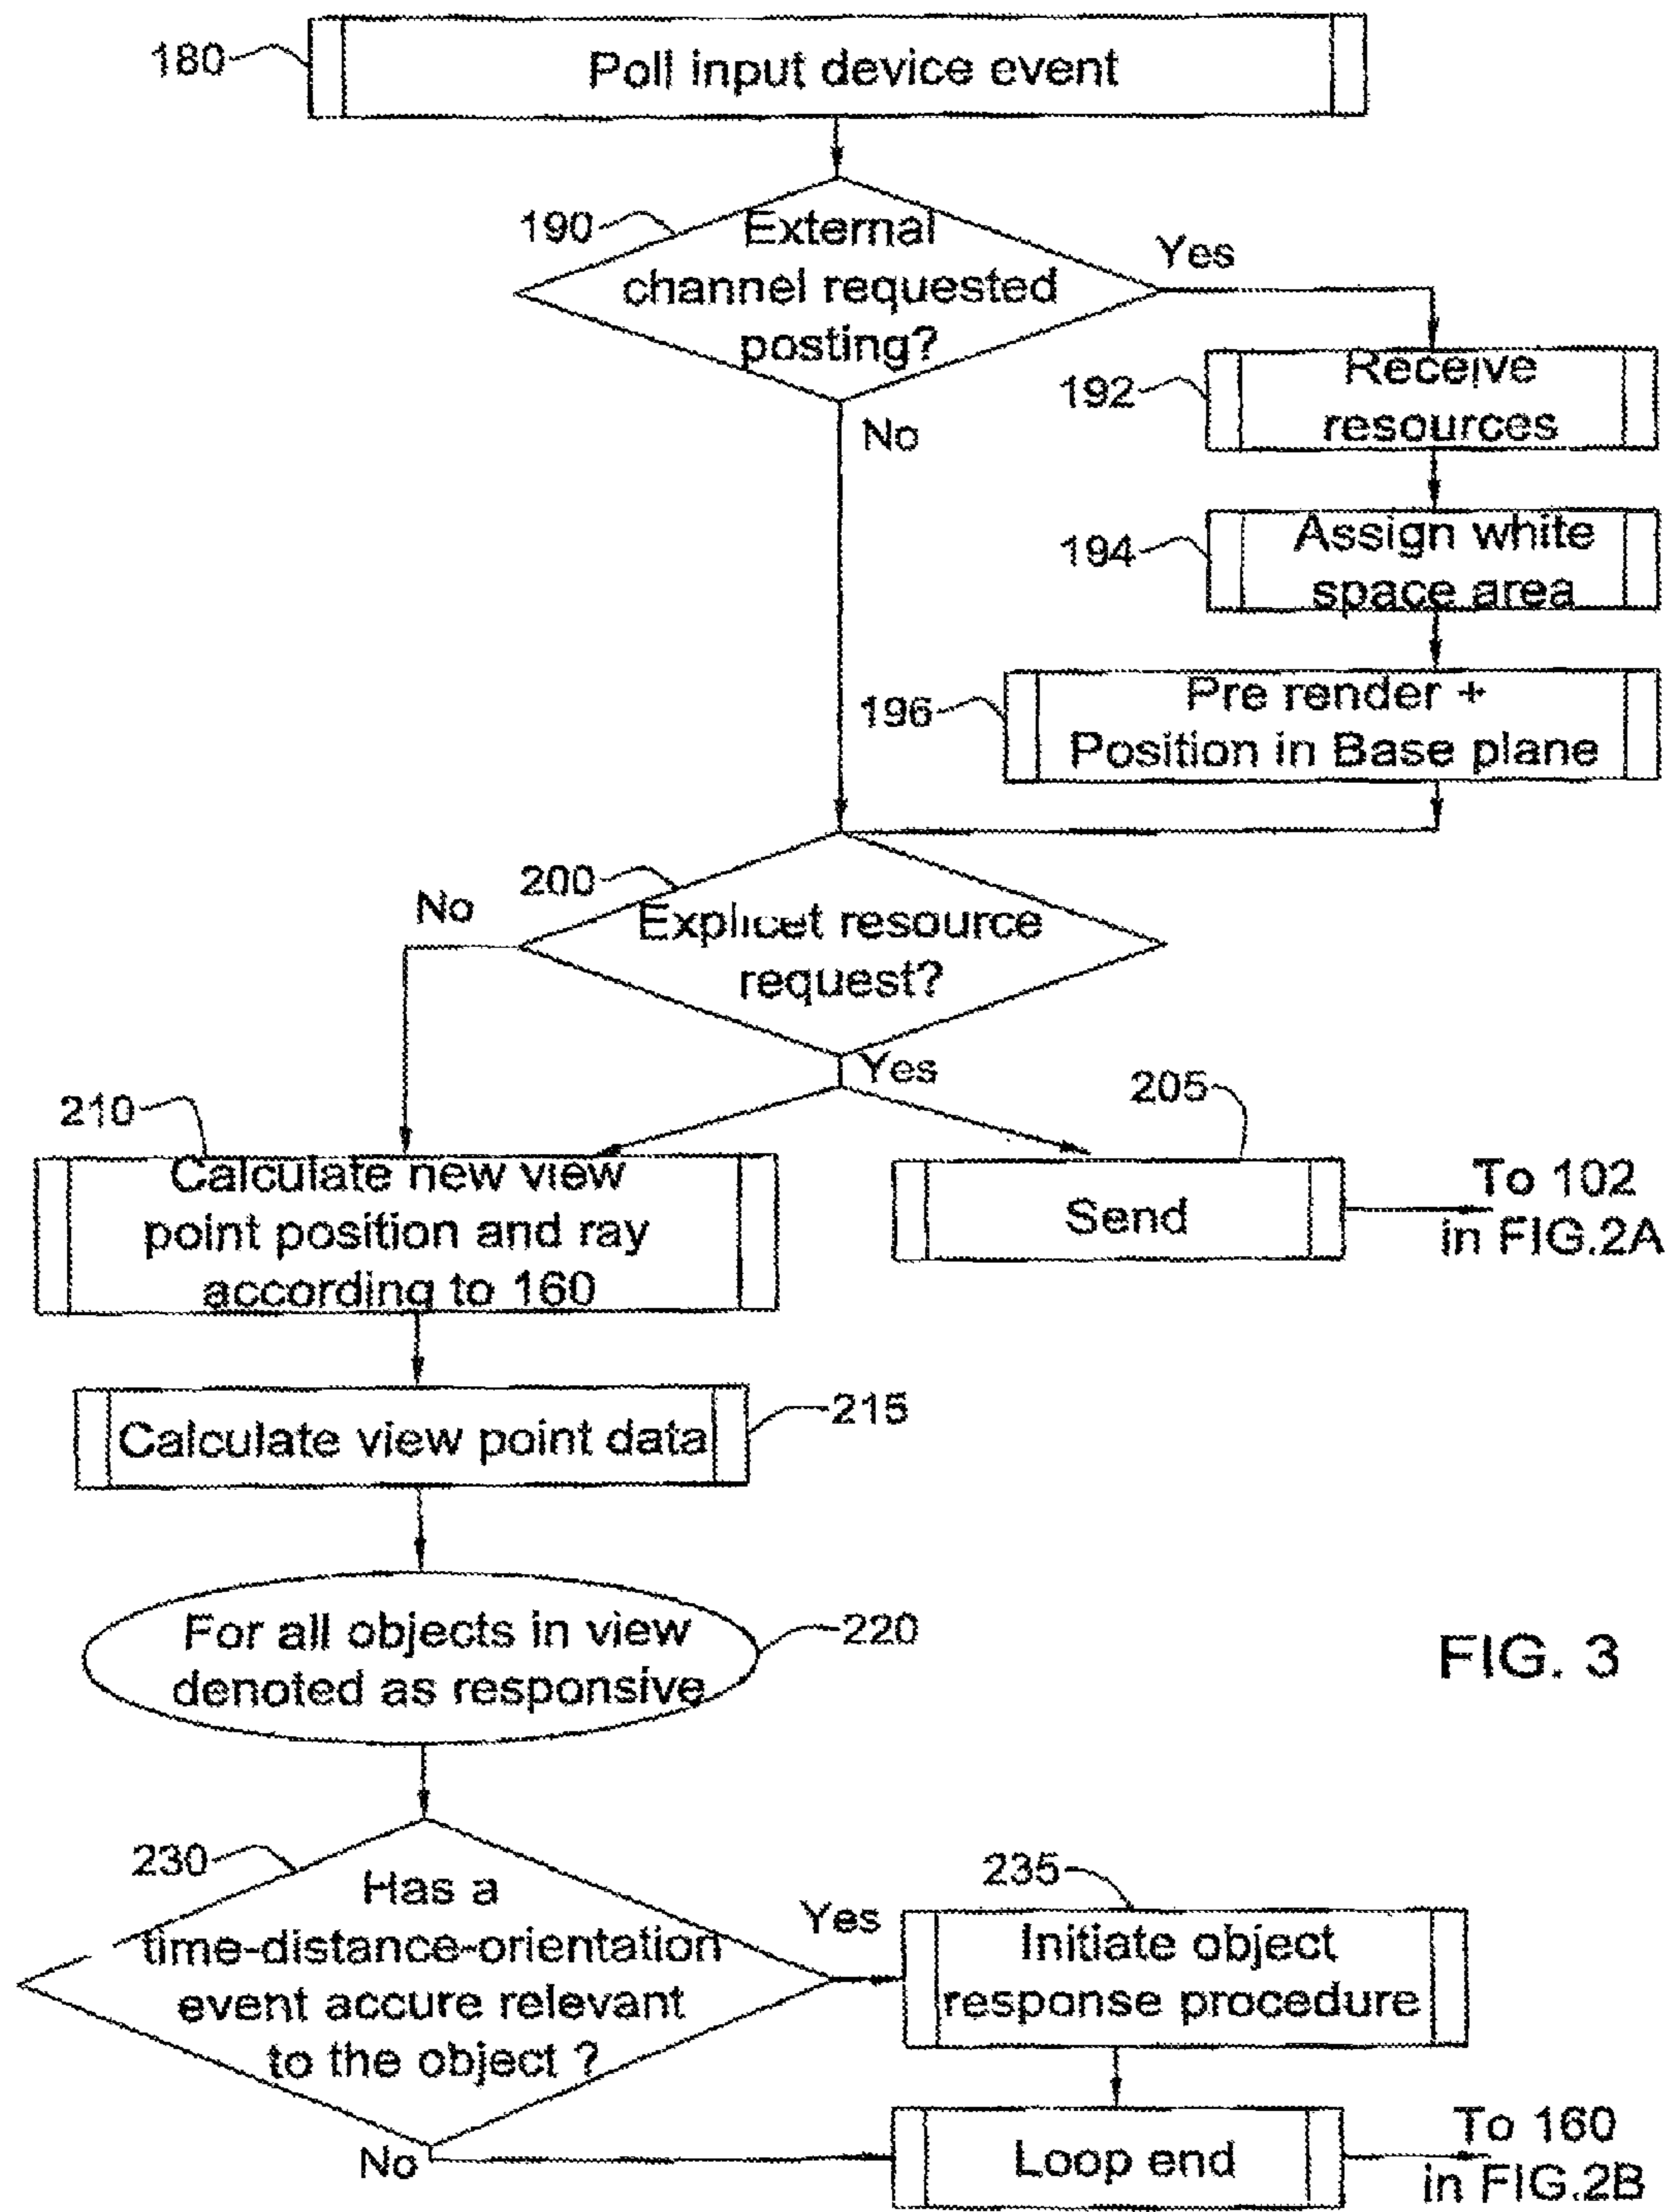 180
Poll input device event
190
External
channel requested
posting?
Yes
No
192
Receive
resources
194
Assign white
space area
196
Pre render +
Position in Base plane
200
Explicet resource
request?
No
Yes
210
Calculate new view
point position and ray
according to 160
205
Send
To 102
in FIG.2A
Calculate view point data
215
For all objects in view
denoted as responsive
220
FIG. 3
230
Has a
time-distance-orientation
event accure relevant
to the object ?
Yes
No
235
Initiate object
response procedure
Loop end
To 160
in FIG.2B